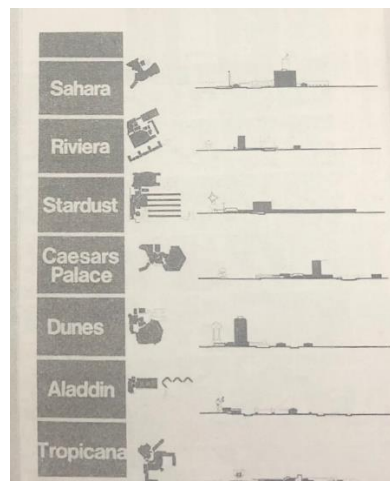 Sahara
Riviera
Stardust
Caesars
Palace
Dunes
Aladdin
Tropicana